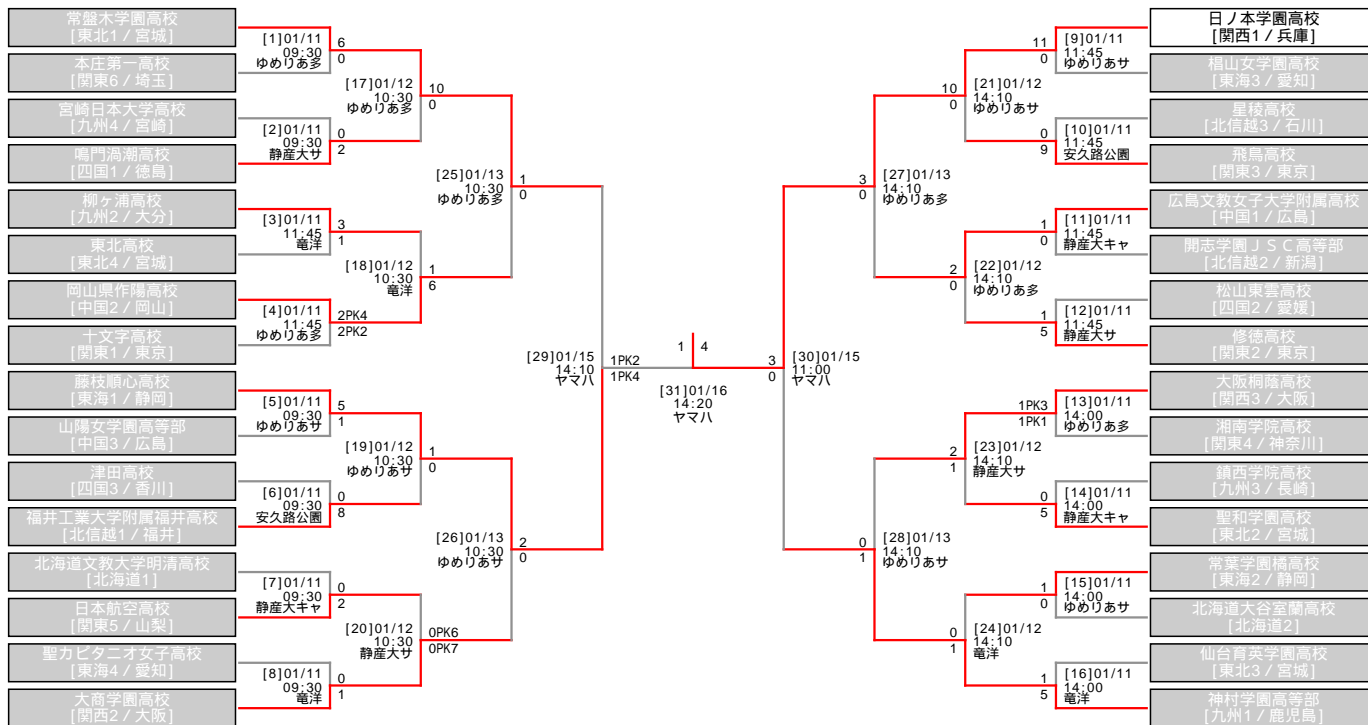 常盤木学園高校
[東北1 / 宮城]
本庄第一高校
[関東6 / 埼玉]
宮崎日本大学高校
[九州4 / 宮崎]
鳴門渦潮高校
[四国1 / 徳島]
柳ヶ浦高校
[九州2 / 大分]
東北高校
[東北4 / 宮城]
岡山県作陽高校
[中国2 / 岡山]
十文字高校
[関東1 / 東京]
藤枝順心高校
[東海1 / 静岡]
山陽女学園高等部
[中国3 / 広島]
津田高校
[四国3 / 香川]
福井工業大学附属福井高校
[北信越1 / 福井]
北海道文教大学明清高校
[北海道1]
日本航空高校
[関東5 / 山梨]
聖カピタニオ女子高校
[東海4 / 愛知]
大商学園高校
[関西2 / 大阪]
[1]01/11
09:30
ゆめりあ多
6
0
[2]01/11
09:30
静産大サ
0
2
[3]01/11
11:45
竜洋
3
1
[4]01/11
11:45
ゆめりあ多
2PK4
2PK2
[5]01/11
09:30
ゆめりあサ
5
1
[6]01/11
09:30
安久路公園
0
8
[7]01/11
09:30
静産大キャ
0
2
[8]01/11
09:30
竜洋
0
1
[17]01/12
10:30
ゆめりあ多
10
0
[18]01/12
10:30
竜洋
1
6
[19]01/12
10:30
ゆめりあサ
1
0
[20]01/12
10:30
静産大サ
0PK6
0PK7
[25]01/13
10:30
ゆめりあ多
1
0
[26]01/13
10:30
ゆめりあサ
2
0
[29]01/15
14:10
ヤマハ
1PK2
1PK4
1
4
[31]01/16
14:20
ヤマハ
3
0
[30]01/15
11:00
ヤマハ
3
0
[27]01/13
14:10
ゆめりあ多
0
1
[28]01/13
14:10
ゆめりあサ
10
0
[21]01/12
14:10
ゆめりあサ
2
0
[22]01/12
14:10
ゆめりあ多
2
1
[23]01/12
14:10
静産大サ
0
1
[24]01/12
14:10
竜洋
11
0
[9]01/11
11:45
ゆめりあサ
0
9
[10]01/11
11:45
安久路公園
1
0
[11]01/11
11:45
静産大キャ
1
5
[12]01/11
11:45
静産大サ
1PK3
1PK1
[13]01/11
14:00
ゆめりあ多
0
5
[14]01/11
14:00
静産大キャ
1
0
[15]01/11
14:00
ゆめりあサ
1
5
[16]01/11
14:00
竜洋
日ノ本学園高校
[関西1 / 兵庫]
椙山女学園高校
[東海3 / 愛知]
星稜高校
[北信越3 / 石川]
飛鳥高校
[関東3 / 東京]
広島文教女子大学附属高校
[中国1 / 広島]
開志学園ＪＳＣ高等部
[北信越2 / 新潟]
松山東雲高校
[四国2 / 愛媛]
修徳高校
[関東2 / 東京]
大阪桐蔭高校
[関西3 / 大阪]
湘南学院高校
[関東4 / 神奈川]
鎮西学院高校
[九州3 / 長崎]
聖和学園高校
[東北2 / 宮城]
常葉学園橘高校
[東海2 / 静岡]
北海道大谷室蘭高校
[北海道2]
仙台育英学園高校
[東北3 / 宮城]
神村学園高等部
[九州1 / 鹿児島]